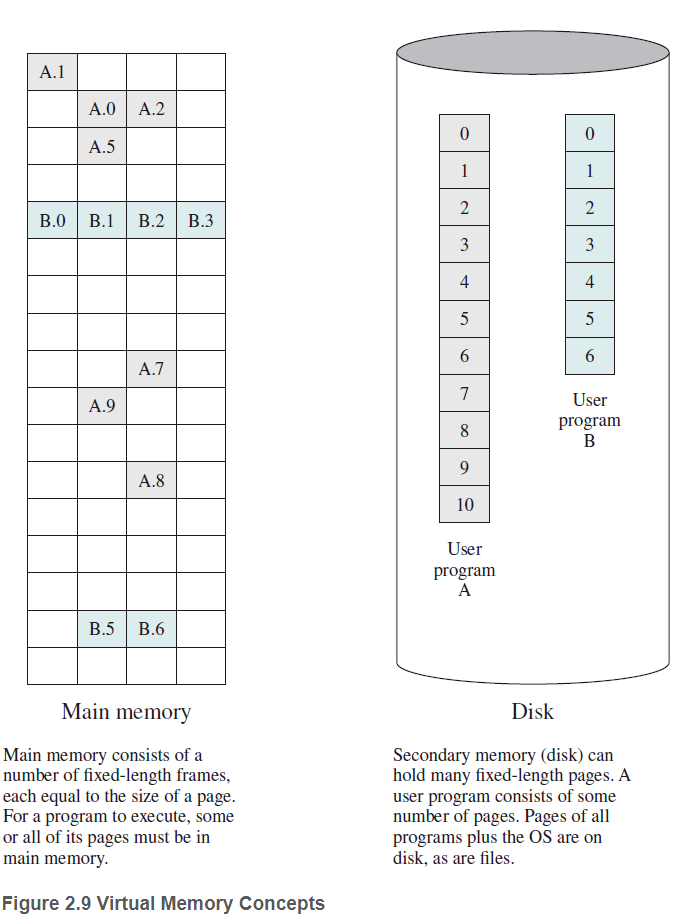 A.1
A.0 A.2
A.5
B.0 B.1 B.2 B.3
A.7
A.9
A.8
B.5 B.6
Main memory
Main memory consists of a
number of fixed-length frames,
each equal to the size of a page.
For a program to execute, some
or all of its pages must be in
main memory.
0
1
2
3
4
5
6
7
8
9
10
User
program
A
0
1
2
3
4
5
6
User
program
B
Disk
Secondary memory (disk) can
hold many fixed-length pages. A
user program consists of some
number of pages. Pages of all
programs plus the OS are on
disk, as are files.
Figure 2.9 Virtual Memory Concepts